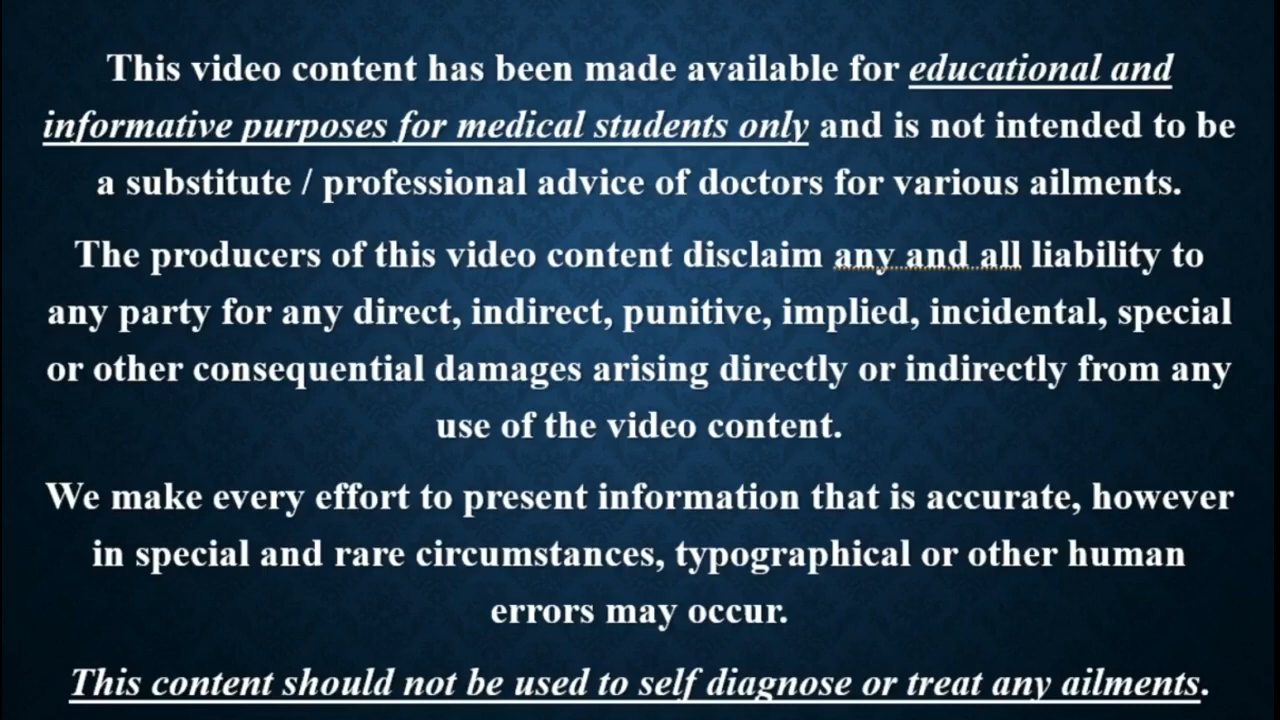 This video content has been made available for educational and
informative purposes for medical students only and is not intended to be
a substitute / professional advice of doctors for various ailments.
The producers of this video content disclaim any and all liability to
any party for any direct, indirect, punitive, implied, incidental, special
or other consequential damages arising directly or indirectly from any
use of the video content.
We make every effort to present information that is accurate, however
in special and rare circumstances, typographical or other human
errors may occur.
This content should not be used to self diagnose or treat any ailments.